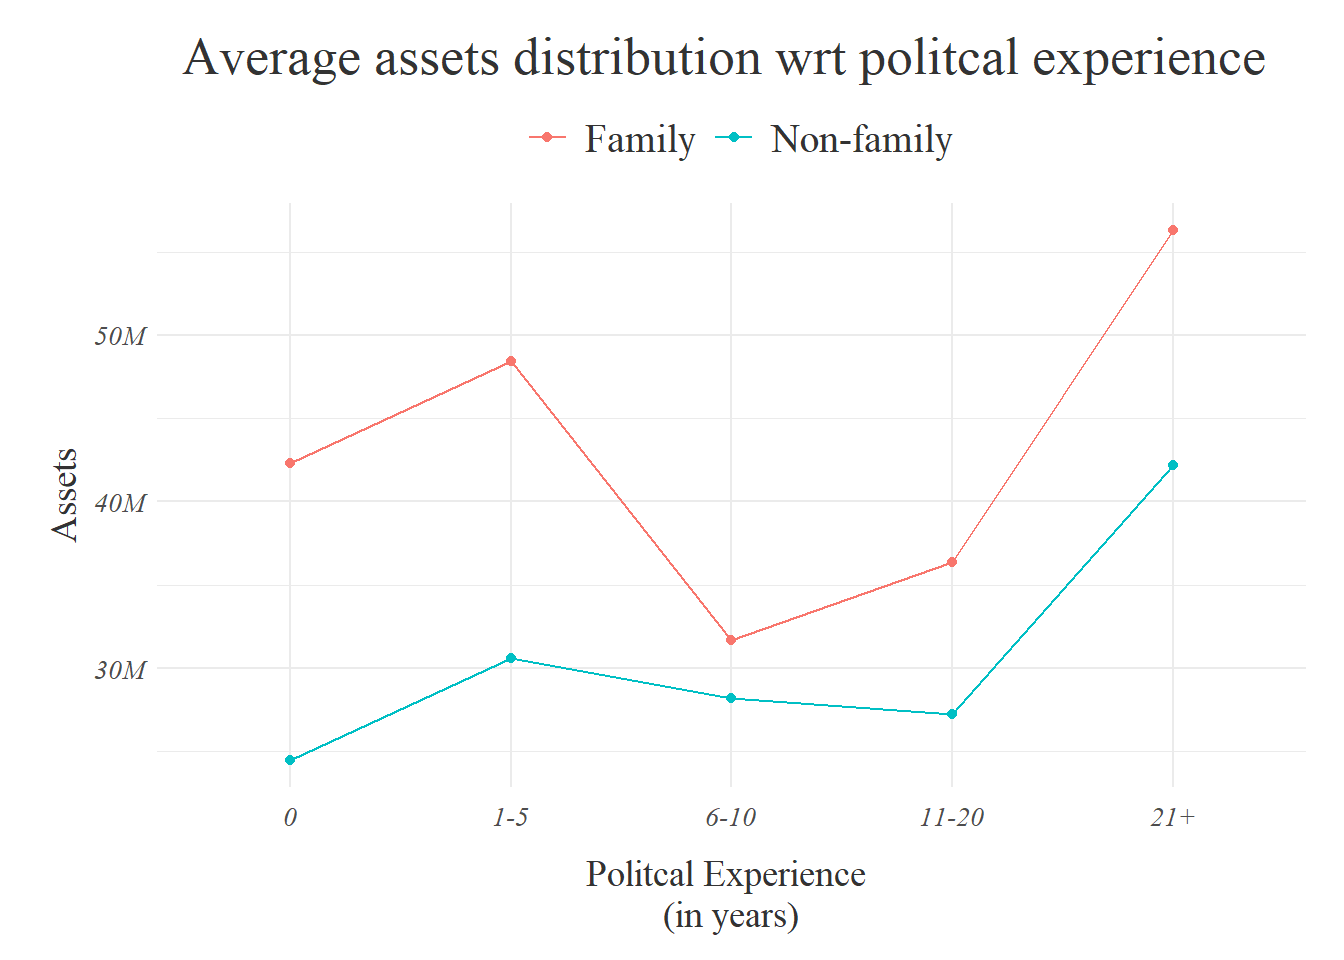 Average assets distribution wrt politcal experience
Family Non-family
50M
40M
30M
Assets
0 1-5 6-10 11-20 21+
Politcal Experience
(in years)